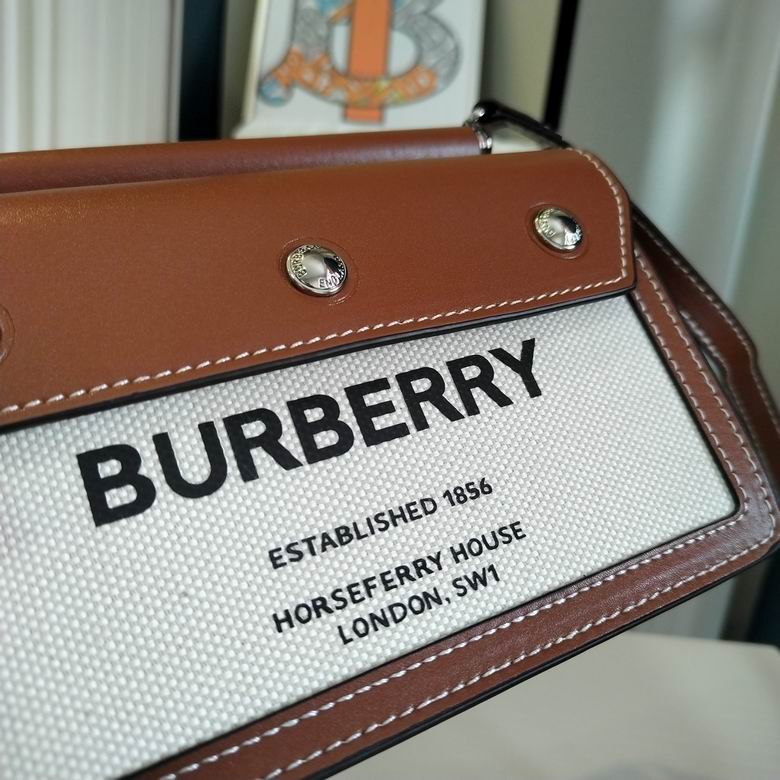 BURBERRY
ESTABLISHED 1856
HORSEFERRY HOUSE
LONDON, SW1